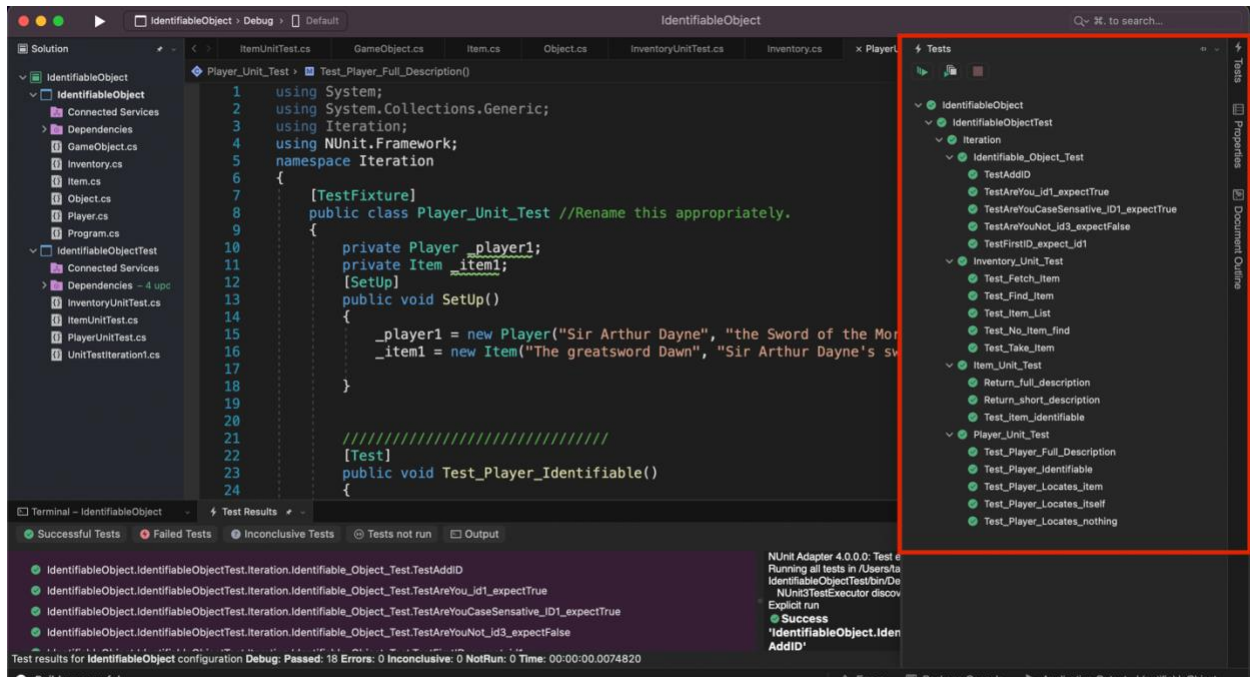 IdentifiableObject › Debug › Default
IdentifiableObject
⌘. to search...
Solution
ItemUnitTest.cs
GameObject.cs
Item.cs
Object.cs
InventoryUnitTest.cs
Inventory.cs
× PlayerU
Tests
Player_Unit_Test › Test_Player_Full_Description()
IdentifiableObject
IdentifiableObject
Connected Services
Dependencies
GameObject.cs
Inventory.cs
Item.cs
Object.cs
Player.cs
Program.cs
IdentifiableObjectTest
Connected Services
Dependencies – 4 upd
InventoryUnitTest.cs
ItemUnitTest.cs
PlayerUnitTest.cs
UnitTestIteration1.cs
1 using System;
2 using System.Collections.Generic;
3 using Iteration;
4 using NUnit.Framework;
5 namespace Iteration
6 {
7 [TestFixture]
8 public class Player_Unit_Test //Rename this appropriately.
9 {
10 private Player _player1;
11 private Item _item1;
12 [SetUp]
13 public void SetUp()
14 {
15 _player1 = new Player("Sir Arthur Dayne", "the Sword of the Mor
16 _item1 = new Item("The greatsword Dawn", "Sir Arthur Dayne's sw
17
18 }
19
20
21 ////////////////////////////////
22 [Test]
23 public void Test_Player_Identifiable()
24 {
IdentifiableObject
IdentifiableObjectTest
Iteration
Identifiable_Object_Test
TestAddID
TestAreYou_id1_expectTrue
TestAreYouCaseSensative_ID1_expectTrue
TestAreYouNot_id3_expectFalse
TestFirstID_expect_id1
Inventory_Unit_Test
Test_Fetch_Item
Test_Find_Item
Test_Item_List
Test_No_Item_find
Test_Take_Item
Item_Unit_Test
Return_full_description
Return_short_description
Test_item_identifiable
Player_Unit_Test
Test_Player_Full_Description
Test_Player_Identifiable
Test_Player_Locates_item
Test_Player_Locates_itself
Test_Player_Locates_nothing
Tests
Properties
Document Outline
Terminal – IdentifiableObject
Test Results
Successful Tests
Failed Tests
Inconclusive Tests
Tests not run
Output
IdentifiableObject.IdentifiableObjectTest.Iteration.Identifiable_Object_Test.TestAddID
IdentifiableObject.IdentifiableObjectTest.Iteration.Identifiable_Object_Test.TestAreYou_id1_expectTrue
IdentifiableObject.IdentifiableObjectTest.Iteration.Identifiable_Object_Test.TestAreYouCaseSensative_ID1_expectTrue
IdentifiableObject.IdentifiableObjectTest.Iteration.Identifiable_Object_Test.TestAreYouNot_id3_expectFalse
NUnit Adapter 4.0.0.0: Test e
Running all tests in /Users/ta
IdentifiableObjectTest/bin/De
NUnit3TestExecutor discov
Explicit run
Success
'IdentifiableObject.Iden
AddID'
Test results for IdentifiableObject configuration Debug: Passed: 18 Errors: 0 Inconclusive: 0 NotRun: 0 Time: 00:00:00.0074820